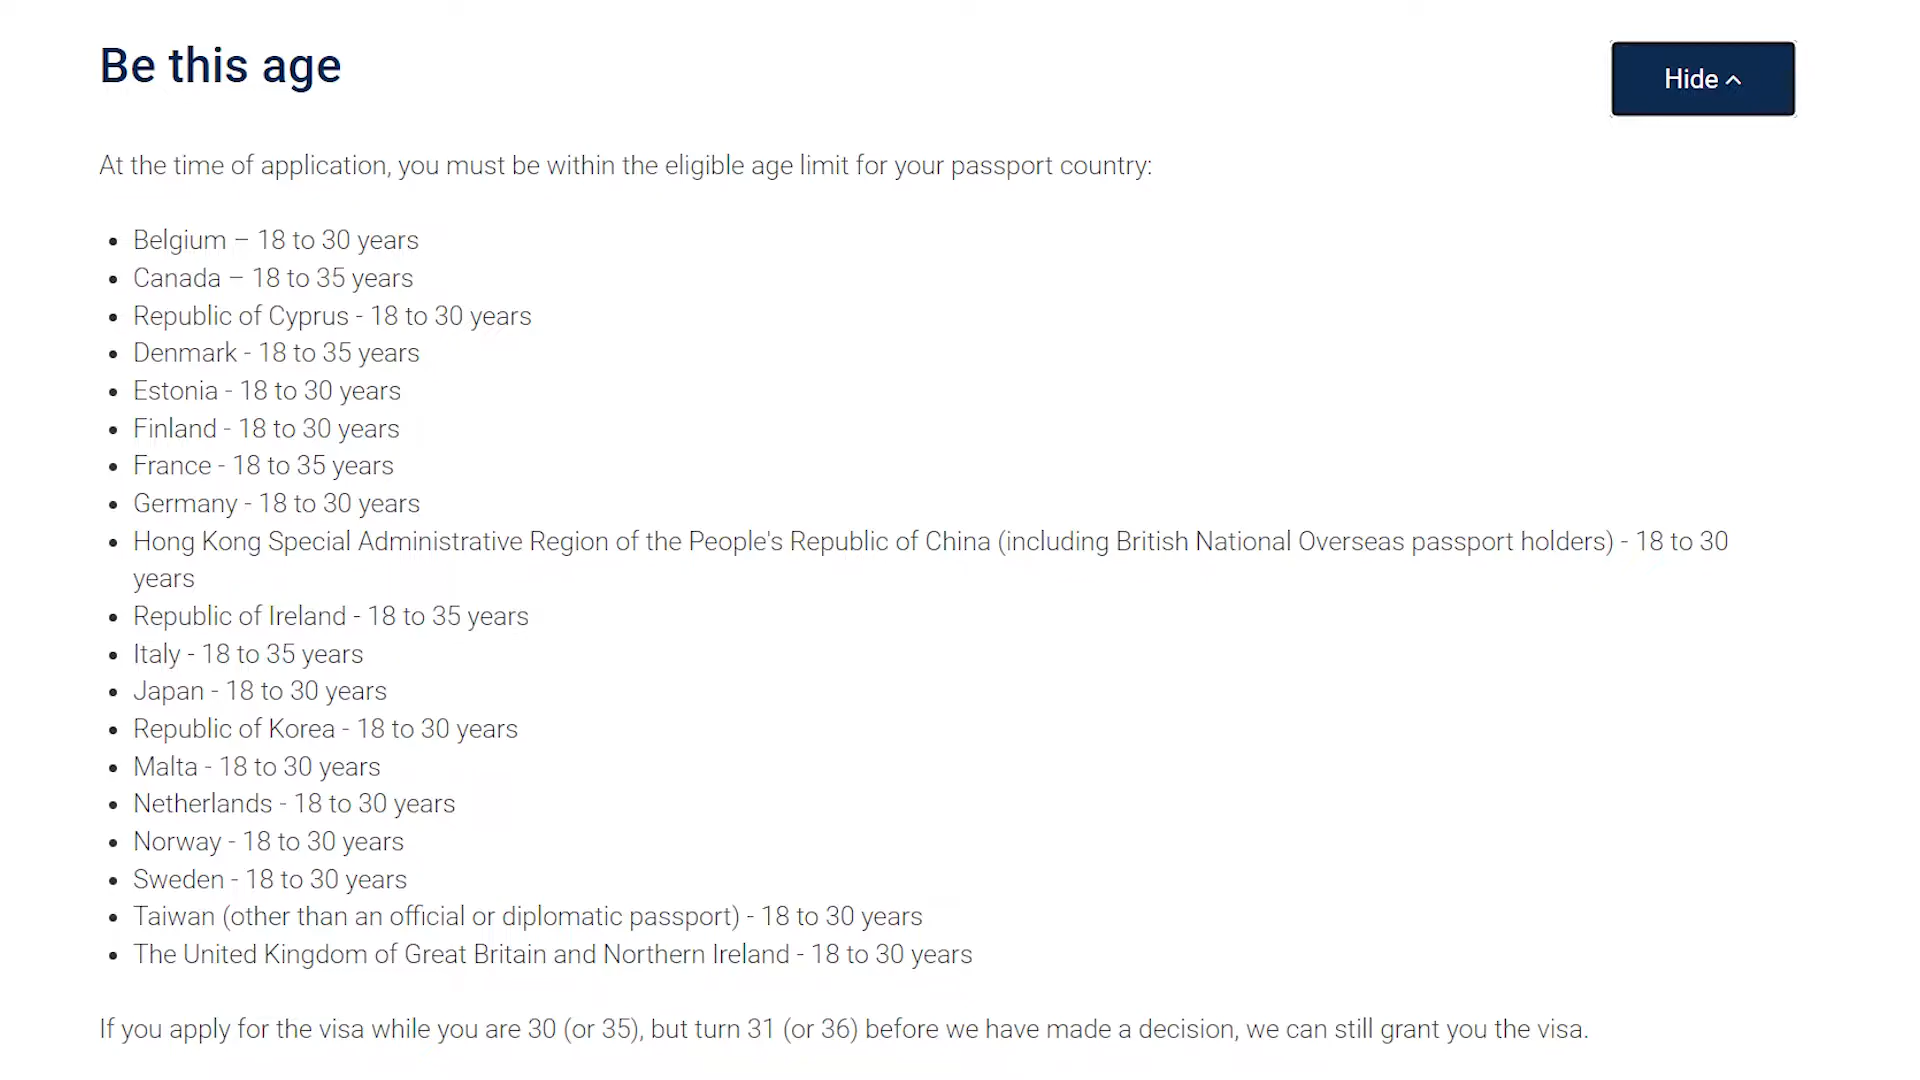 Be this age
Hide
At the time of application, you must be within the eligible age limit for your passport country:
• Belgium – 18 to 30 years
• Canada – 18 to 35 years
• Republic of Cyprus - 18 to 30 years
• Denmark - 18 to 35 years
• Estonia - 18 to 30 years
• Finland - 18 to 30 years
• France - 18 to 35 years
• Germany - 18 to 30 years
• Hong Kong Special Administrative Region of the People's Republic of China (including British National Overseas passport holders) - 18 to 30
years
• Republic of Ireland - 18 to 35 years
• Italy - 18 to 35 years
• Japan - 18 to 30 years
• Republic of Korea - 18 to 30 years
• Malta - 18 to 30 years
• Netherlands - 18 to 30 years
• Norway - 18 to 30 years
• Sweden - 18 to 30 years
• Taiwan (other than an official or diplomatic passport) - 18 to 30 years
• The United Kingdom of Great Britain and Northern Ireland - 18 to 30 years
If you apply for the visa while you are 30 (or 35), but turn 31 (or 36) before we have made a decision, we can still grant you the visa.